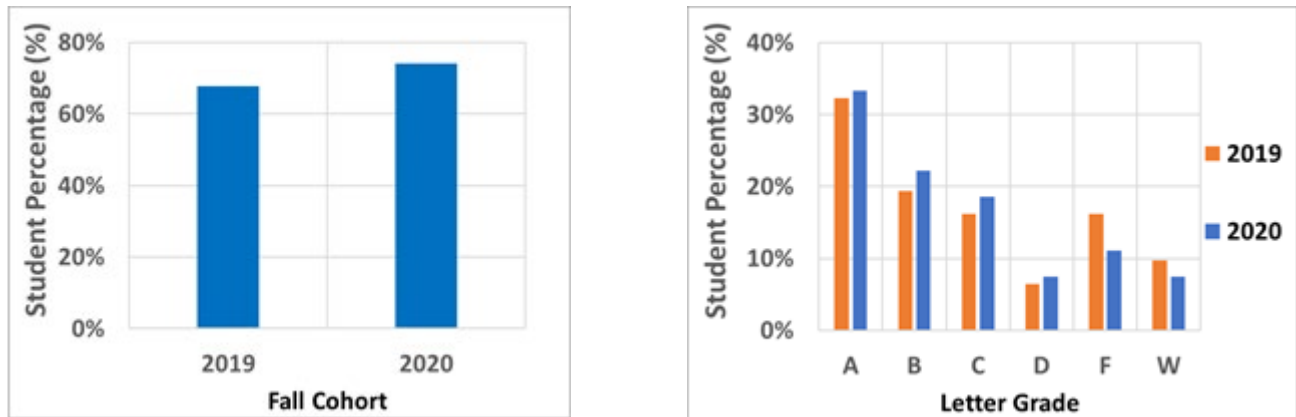 Student Percentage (%)
80%
60%
40%
20%
0%
2019
2020
Fall Cohort
Student Percentage (%)
40%
30%
20%
10%
0%
A
B
C
D
F
W
Letter Grade
2019
2020